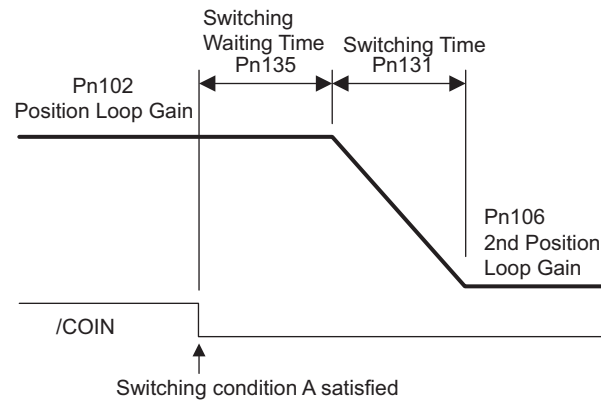 Switching
Waiting Time
Pn135
Switching Time
Pn131
Pn102
Position Loop Gain
Pn106
2nd Position
Loop Gain
/COIN
Switching condition A satisfied